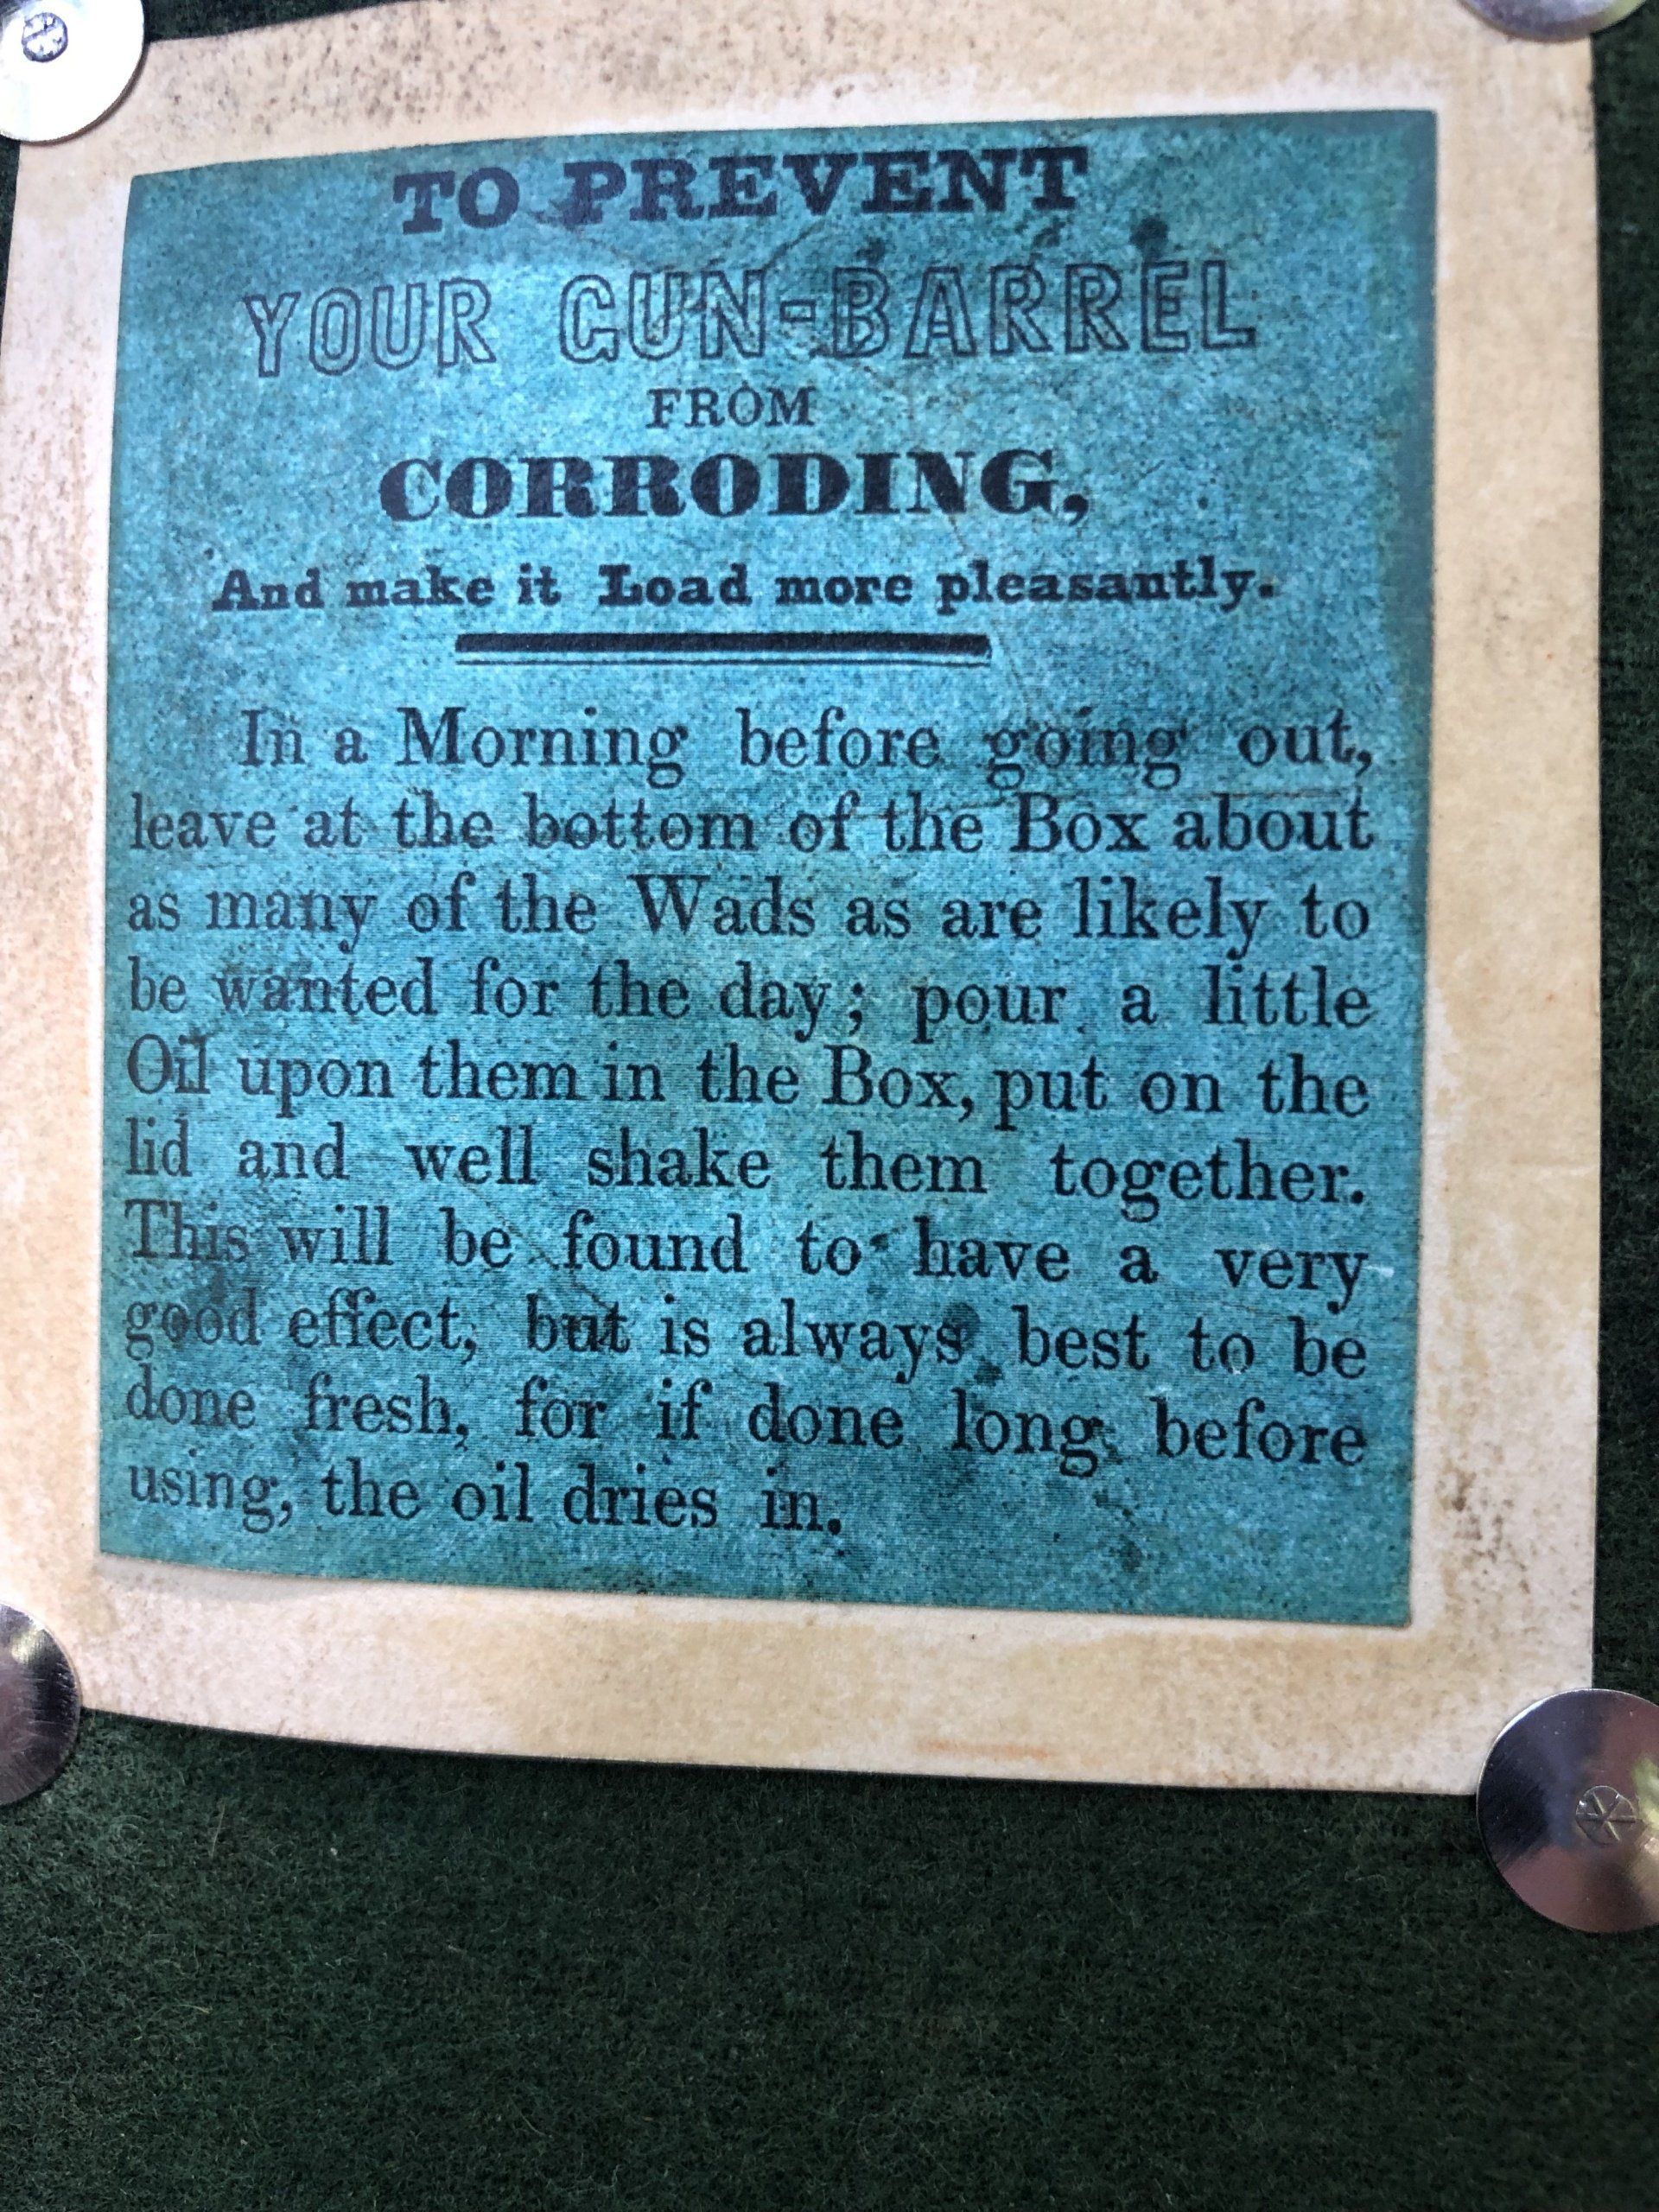 TO PREVENT
YOUR GUN-BARREL
FROM
CORRODING,
And make it Load more pleasantly.
In a Morning before going out,
leave at the bottom of the Box about
as many of the Wads as are likely to
be wanted for the day; pour a little
Oil upon them in the Box, put on the
lid and well shake them together.
This will be found to have a very
good effect, but is always best to be
done fresh, for if done long before
using, the oil dries in.